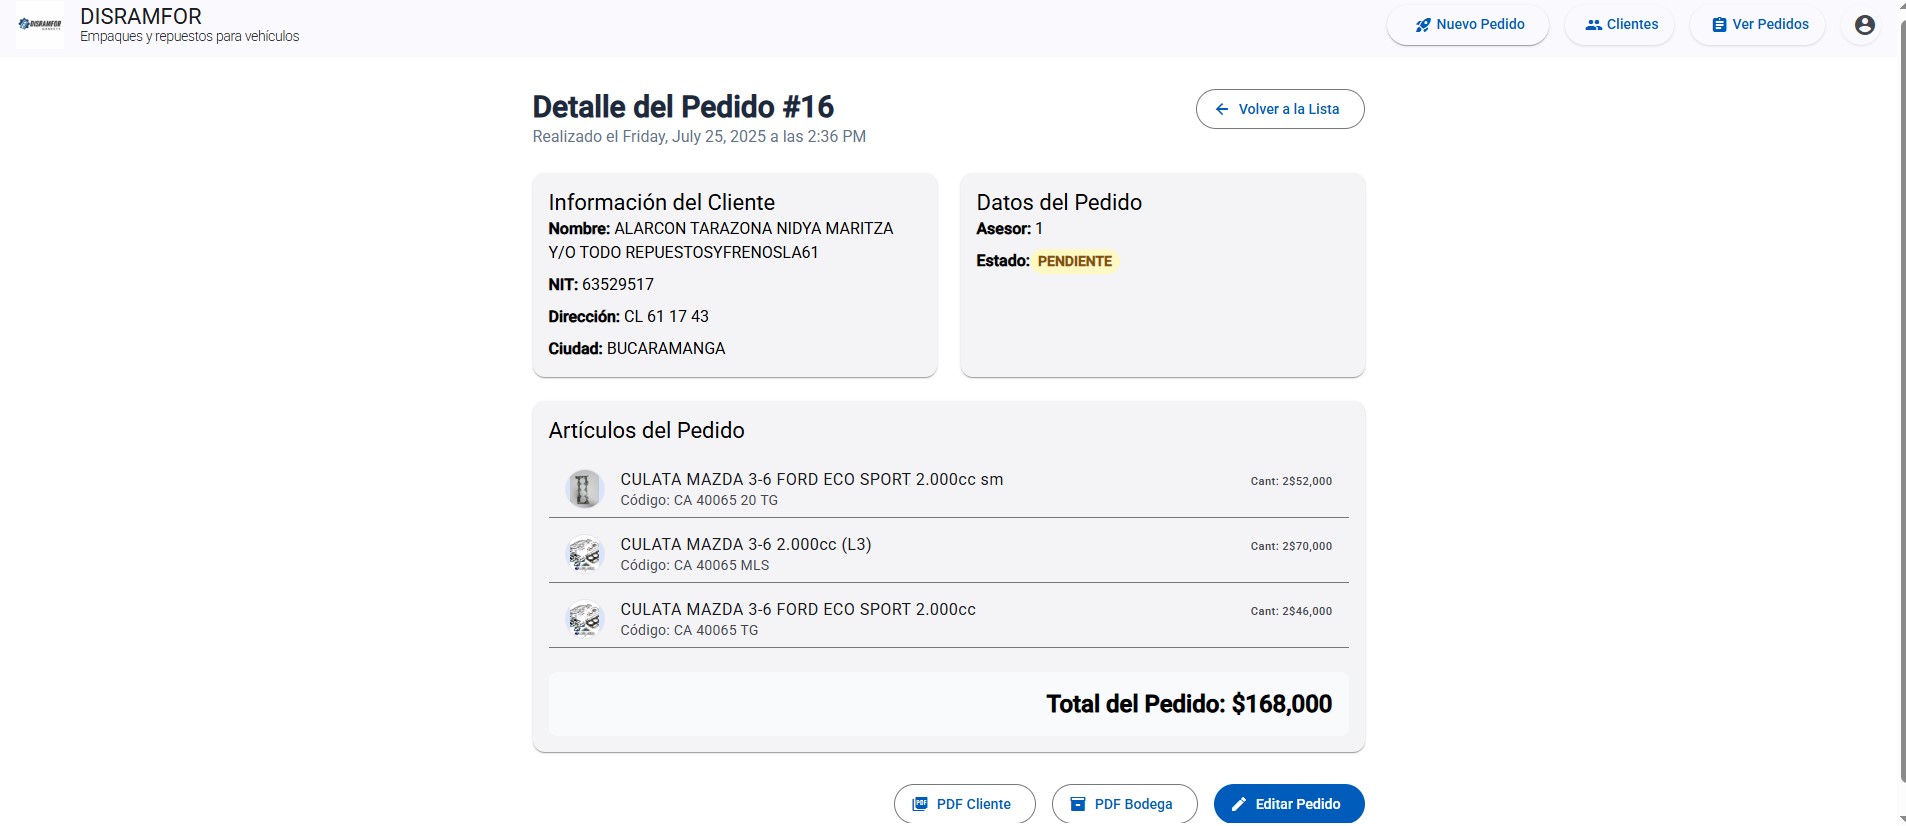 DISRAMFOR
DISRAMFOR
Empaques y repuestos para vehículos
Nuevo Pedido
Clientes
Ver Pedidos
Detalle del Pedido #16
Realizado el Friday, July 25, 2025 a las 2:36 PM
Volver a la Lista
Información del Cliente
Nombre: ALARCON TARAZONA NIDYA MARITZA
Y/O TODO REPUESTOSYFRENOSLA61
NIT: 63529517
Dirección: CL 61 17 43
Ciudad: BUCARAMANGA
Datos del Pedido
Asesor: 1
Estado: PENDIENTE
Artículos del Pedido
CULATA MAZDA 3-6 FORD ECO SPORT 2.000cc sm
Código: CA 40065 20 TG
Cant: 2$52,000
CULATA MAZDA 3-6 2.000cc (L3)
Código: CA 40065 MLS
Cant: 2$70,000
CULATA MAZDA 3-6 FORD ECO SPORT 2.000cc
Código: CA 40065 TG
Cant: 2$46,000
Total del Pedido: $168,000
PDF
PDF Cliente
PDF Bodega
Editar Pedido